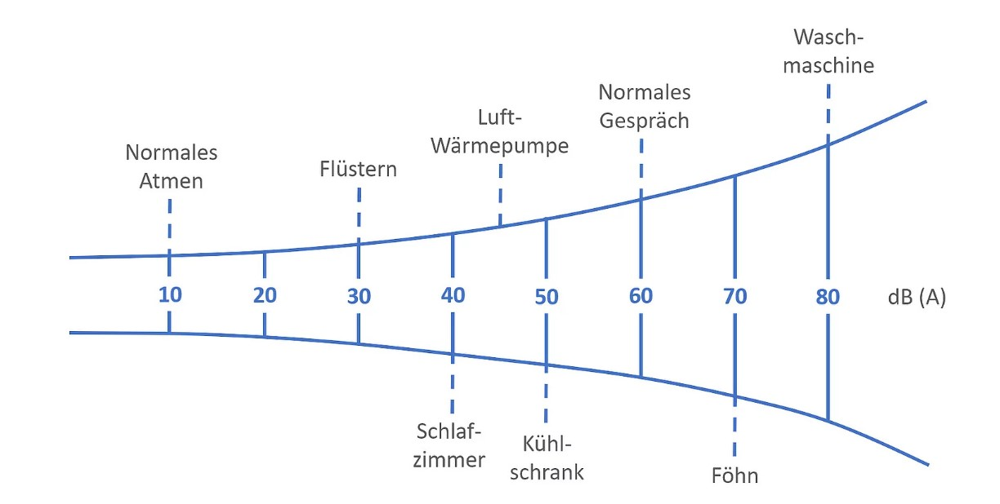 Wasch-
maschine
Normales
Gespräch
Luft-
Wärmepumpe
Normales
Atmen
Flüstern
10 20 30 40 50 60 70 80 dB (A)
Schlaf-
zimmer
Kühl-
schrank
Föhn